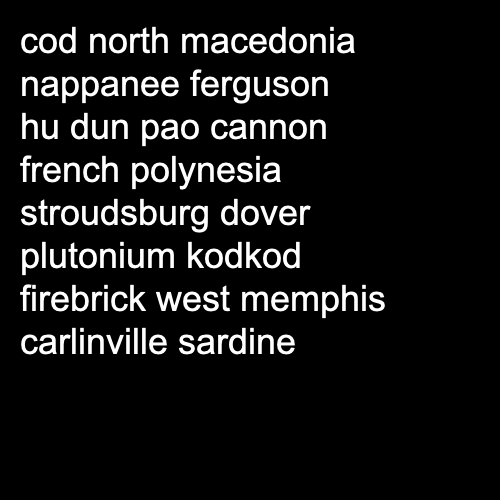 cod north macedonia
nappanee ferguson
hu dun pao cannon
french polynesia
stroudsburg dover
plutonium kodkod
firebrick west memphis
carlinville sardine